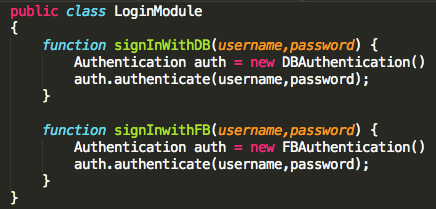 public class LoginModule
{
function signInWithDB(username,password) {
Authentication auth = new DBAuthentication()
auth.authenticate(username,password);
}
function signInwithFB(username,password) {
Authentication auth = new FBAuthentication()
auth.authenticate(username,password);
}
}